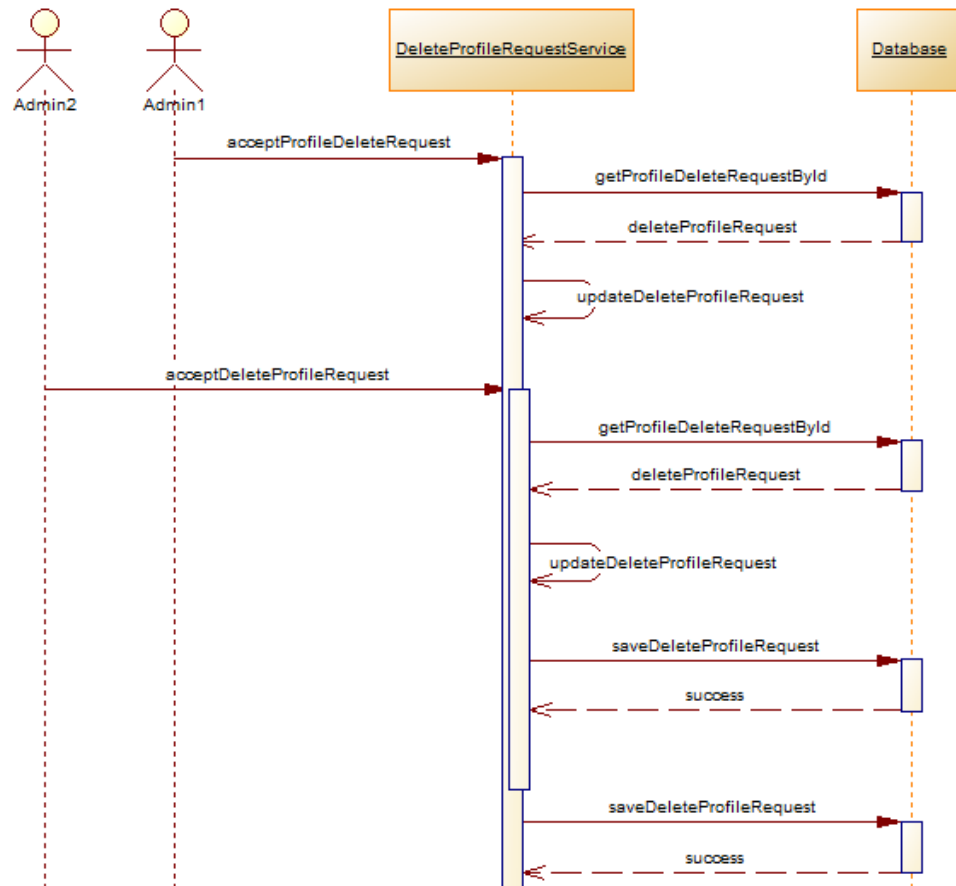 DeleteProfileRequestService
Database
Admin2
Admin1
acceptProfileDeleteRequest
getProfileDeleteRequestById
deleteProfileRequest
updateDeleteProfileRequest
acceptDeleteProfileRequest
getProfileDeleteRequestById
deleteProfileRequest
updateDeleteProfileRequest
saveDeleteProfileRequest
success
saveDeleteProfileRequest
success